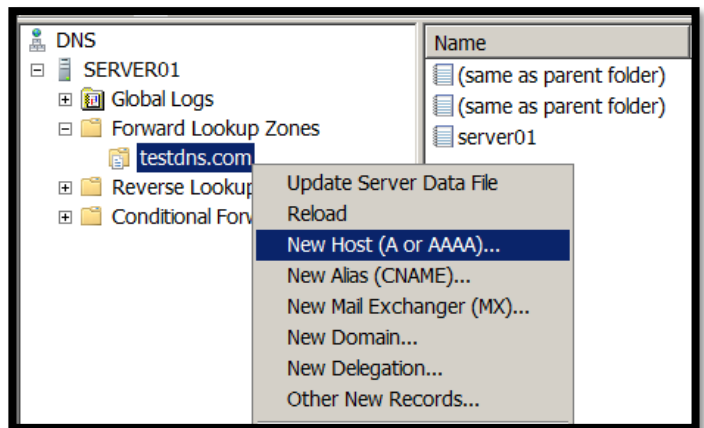 DNS
SERVER01
Global Logs
Forward Lookup Zones
testdns.com
Reverse Lookup
Conditional Forw
Name
(same as parent folder)
(same as parent folder)
server01
Update Server Data File
Reload
New Host (A or AAAA)...
New Alias (CNAME)...
New Mail Exchanger (MX)...
New Domain...
New Delegation...
Other New Records...